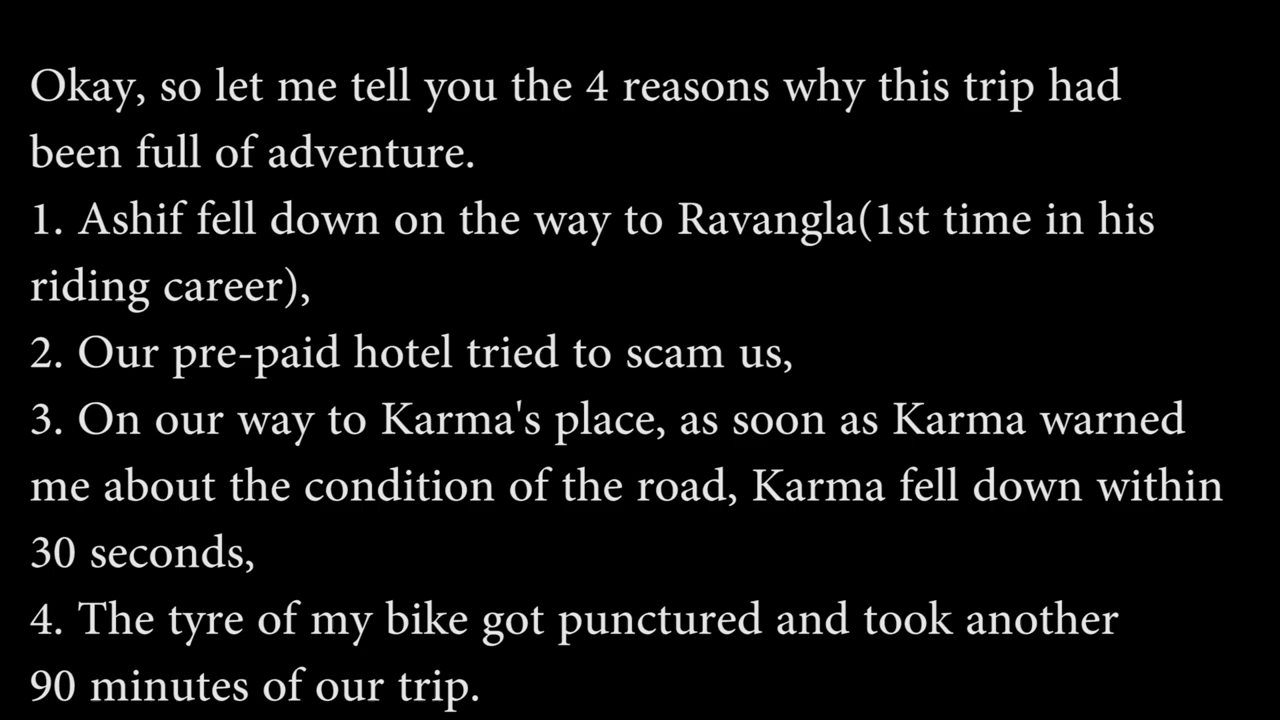 Okay, so let me tell you the 4 reasons why this trip had
been full of adventure.
1. Ashif fell down on the way to Ravangla(1st time in his
riding career),
2. Our pre-paid hotel tried to scam us,
3. On our way to Karma's place, as soon as Karma warned
me about the condition of the road, Karma fell down within
30 seconds,
4. The tyre of my bike got punctured and took another
90 minutes of our trip.